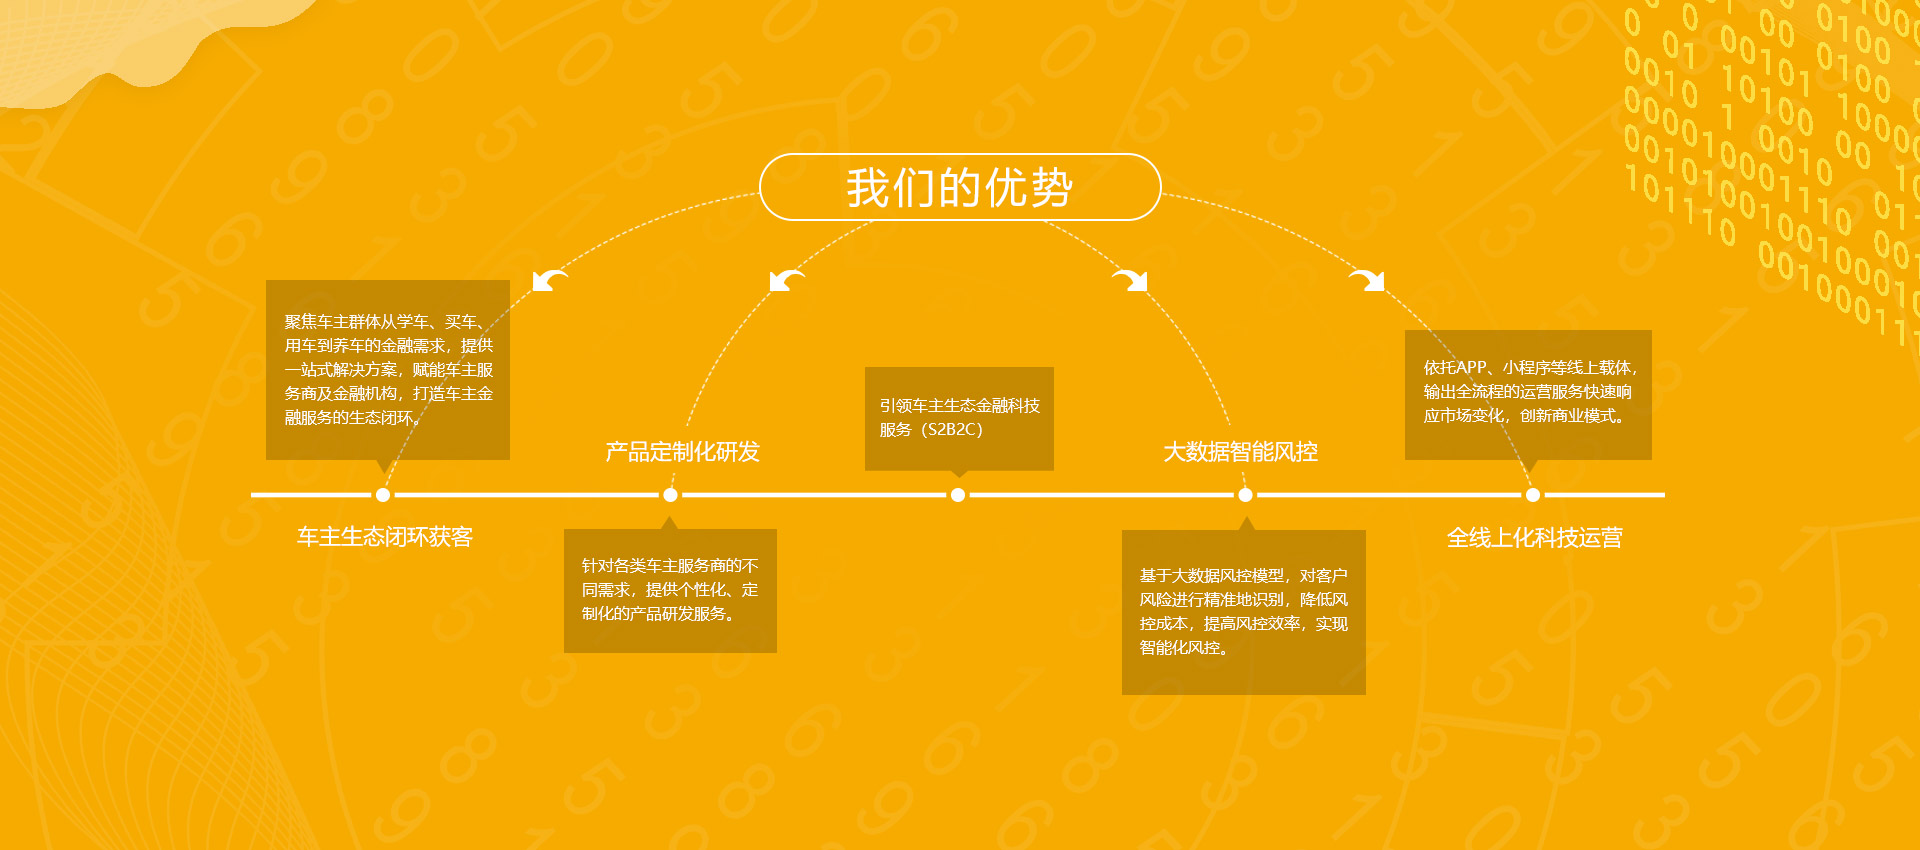 我们的优势
聚焦车主群体从学车、买车、
用车到养车的金融需求，提供
一站式解决方案，赋能车主服
务商及金融机构，打造车主金
融服务的生态闭环。
车主生态闭环获客
产品定制化研发
针对各类车主服务商的不
同需求，提供个性化、定
制化的产品研发服务。
引领车主生态金融科技
服务（S2B2C）
大数据智能风控
基于大数据风控模型，对客户
风险进行精准地识别，降低风
控成本，提高风控效率，实现
智能化风控。
依托APP、小程序等线上载体，
输出全流程的运营服务快速响
应市场变化，创新商业模式。
全线上化科技运营